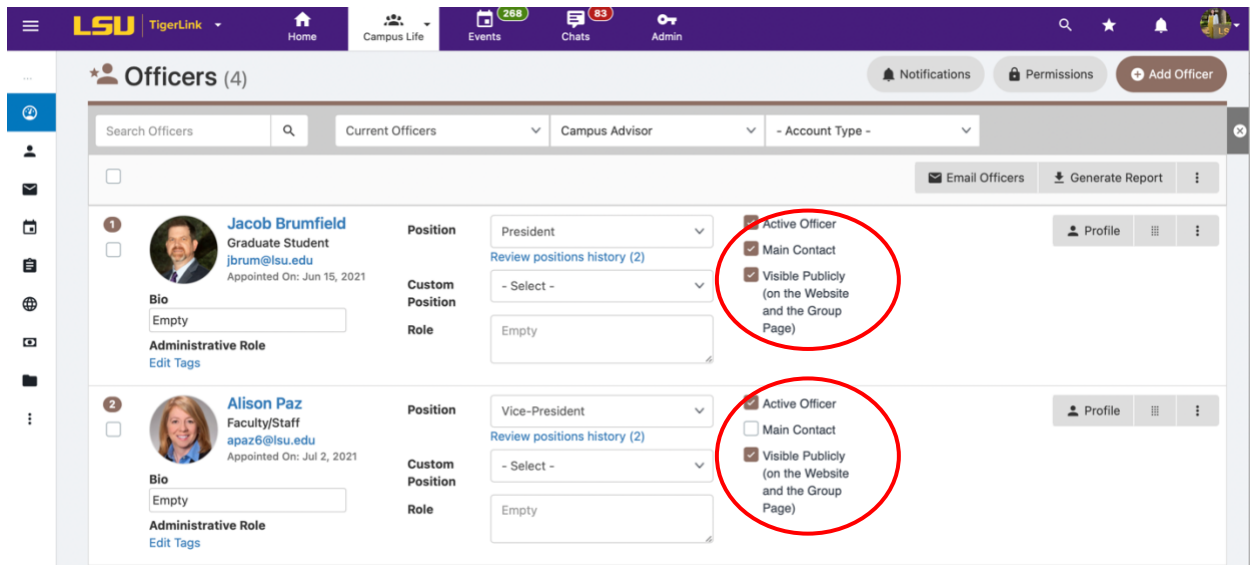 LSU TigerLink
Home
Campus Life
Events
268
Chats
83
Admin
LS
...
Officers (4)
Notifications
Permissions
Add Officer
Search Officers
Current Officers
Campus Advisor
- Account Type -
Email Officers
Generate Report
1
Jacob Brumfield
Graduate Student
jbrum@lsu.edu
Appointed On: Jun 15, 2021
Bio
Empty
Administrative Role
Edit Tags
Position
President
Review positions history (2)
Custom
Position
- Select -
Role
Empty
Active Officer
Main Contact
Visible Publicly
(on the Website
and the Group
Page)
Profile
2
Alison Paz
Faculty/Staff
apaz6@lsu.edu
Appointed On: Jul 2, 2021
Bio
Empty
Administrative Role
Edit Tags
Position
Vice-President
Review positions history (2)
Custom
Position
- Select -
Role
Empty
Active Officer
Main Contact
Visible Publicly
(on the Website
and the Group
Page)
Profile